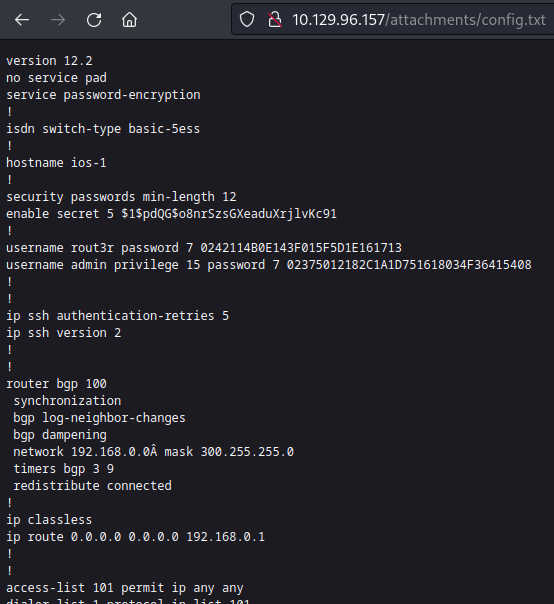 10.129.96.157/attachments/config.txt
version 12.2
no service pad
service password-encryption
!
isdn switch-type basic-5ess
!
hostname ios-1
!
security passwords min-length 12
enable secret 5 $1$pdQG$o8nrSzsGXeaduXrjlvKc91
!
username rout3r password 7 0242114B0E143F015F5D1E161713
username admin privilege 15 password 7 02375012182C1A1D751618034F36415408
!
!
ip ssh authentication-retries 5
ip ssh version 2
!
!
router bgp 100
 synchronization
 bgp log-neighbor-changes
 bgp dampening
 network 192.168.0.0Â mask 300.255.255.0
 timers bgp 3 9
 redistribute connected
!
ip classless
ip route 0.0.0.0 0.0.0.0 192.168.0.1
!
!
access-list 101 permit ip any any
dialer-list 1 protocol ip list 101